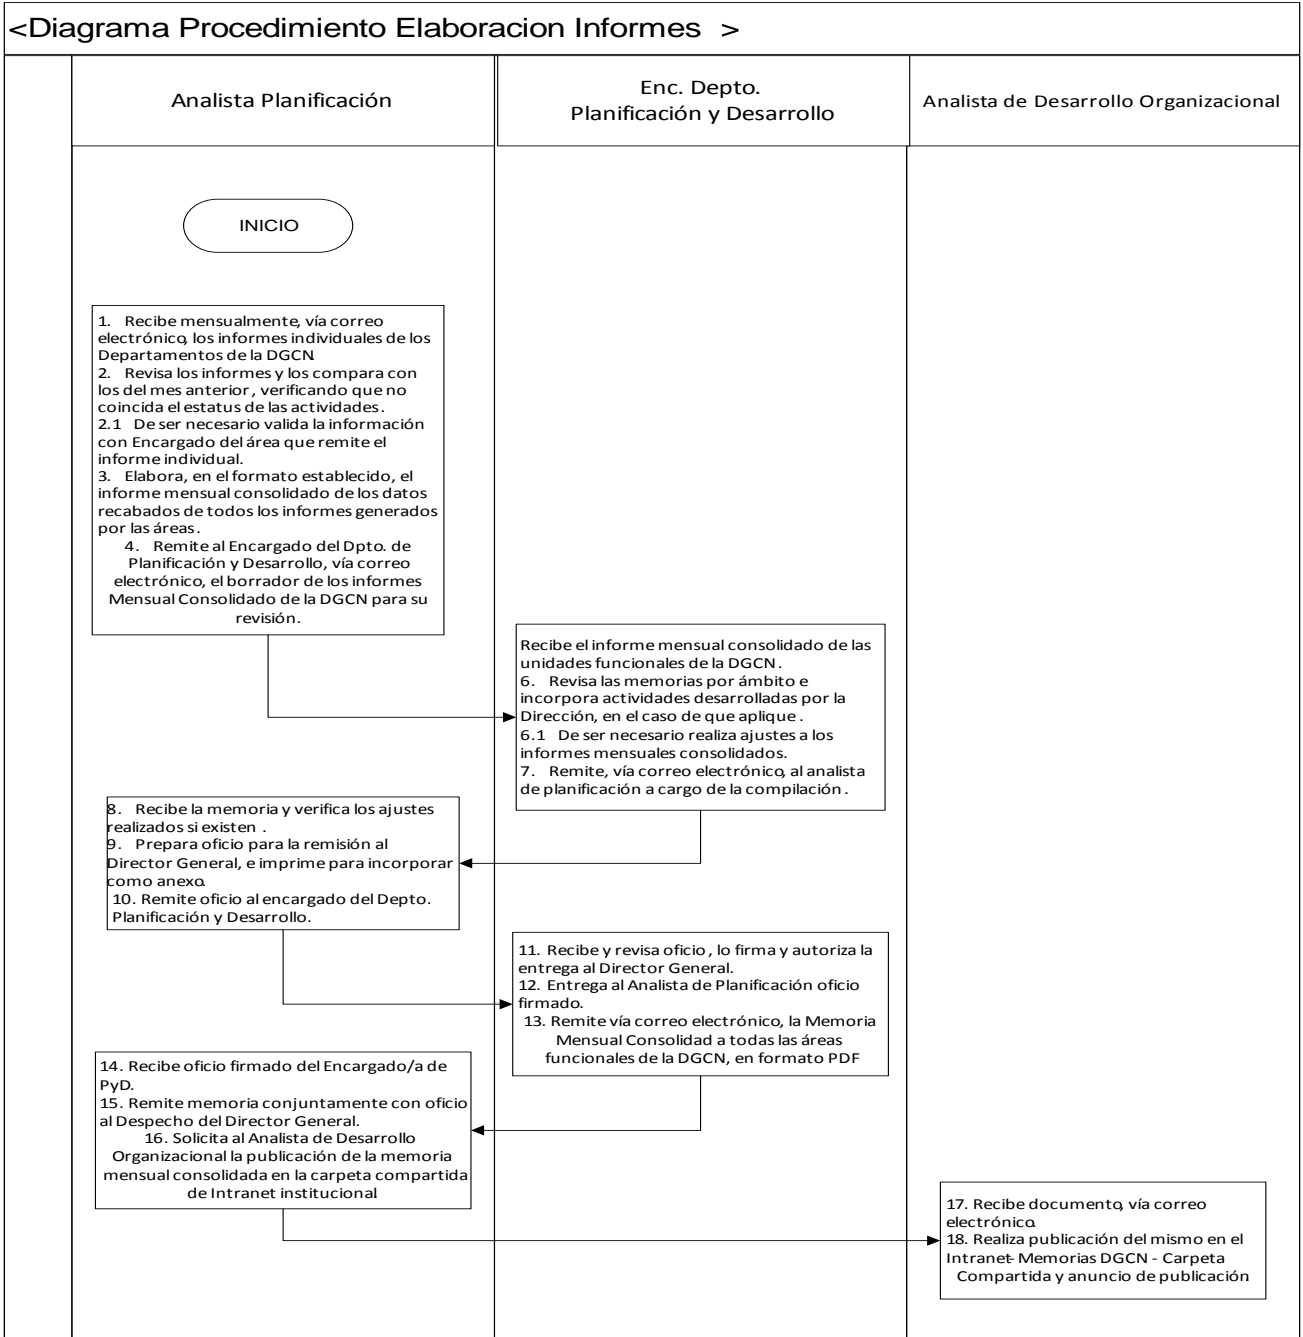 <Diagrama Procedimiento Elaboracion Informes >
Analista Planificación
Enc. Depto.
Planificación y Desarrollo
Analista de Desarrollo Organizacional
INICIO
1. Recibe mensualmente, vía correo
electrónico, los informes individuales de los
Departamentos de la DGCN.
2. Revisa los informes y los compara con
los del mes anterior, verificando que no
coincida el estatus de las actividades.
2.1 De ser necesario valida la información
con Encargado del área que remite el
informe individual.
3. Elabora, en el formato establecido, el
informe mensual consolidado de los datos
recabados de todos los informes generados
por las áreas.
4. Remite al Encargado del Dpto. de
Planificación y Desarrollo, vía correo
electrónico, el borrador de los informes
Mensual Consolidado de la DGCN para su
revisión.
Recibe el informe mensual consolidado de las
unidades funcionales de la DGCN.
6. Revisa las memorias por ámbito e
incorpora actividades desarrolladas por la
Dirección, en el caso de que aplique.
6.1 De ser necesario realiza ajustes a los
informes mensuales consolidados.
7. Remite, vía correo electrónico, al analista
de planificación a cargo de la compilación.
8. Recibe la memoria y verifica los ajustes
realizados si existen.
9. Prepara oficio para la remisión al
Director General, e imprime para incorporar
como anexo.
10. Remite oficio al encargado del Depto.
Planificación y Desarrollo.
11. Recibe y revisa oficio, lo firma y autoriza la
entrega al Director General.
12. Entrega al Analista de Planificación oficio
firmado.
13. Remite vía correo electrónico, la Memoria
Mensual Consolidad a todas las áreas
funcionales de la DGCN, en formato PDF
14. Recibe oficio firmado del Encargado/a de
PyD.
15. Remite memoria conjuntamente con oficio
al Despecho del Director General.
16. Solicita al Analista de Desarrollo
Organizacional la publicación de la memoria
mensual consolidada en la carpeta compartida
de Intranet institucional.
17. Recibe documento, vía correo
electrónico.
18. Realiza publicación del mismo en el
Intranet- Memorias DGCN - Carpeta
Compartida y anuncio de publicación.